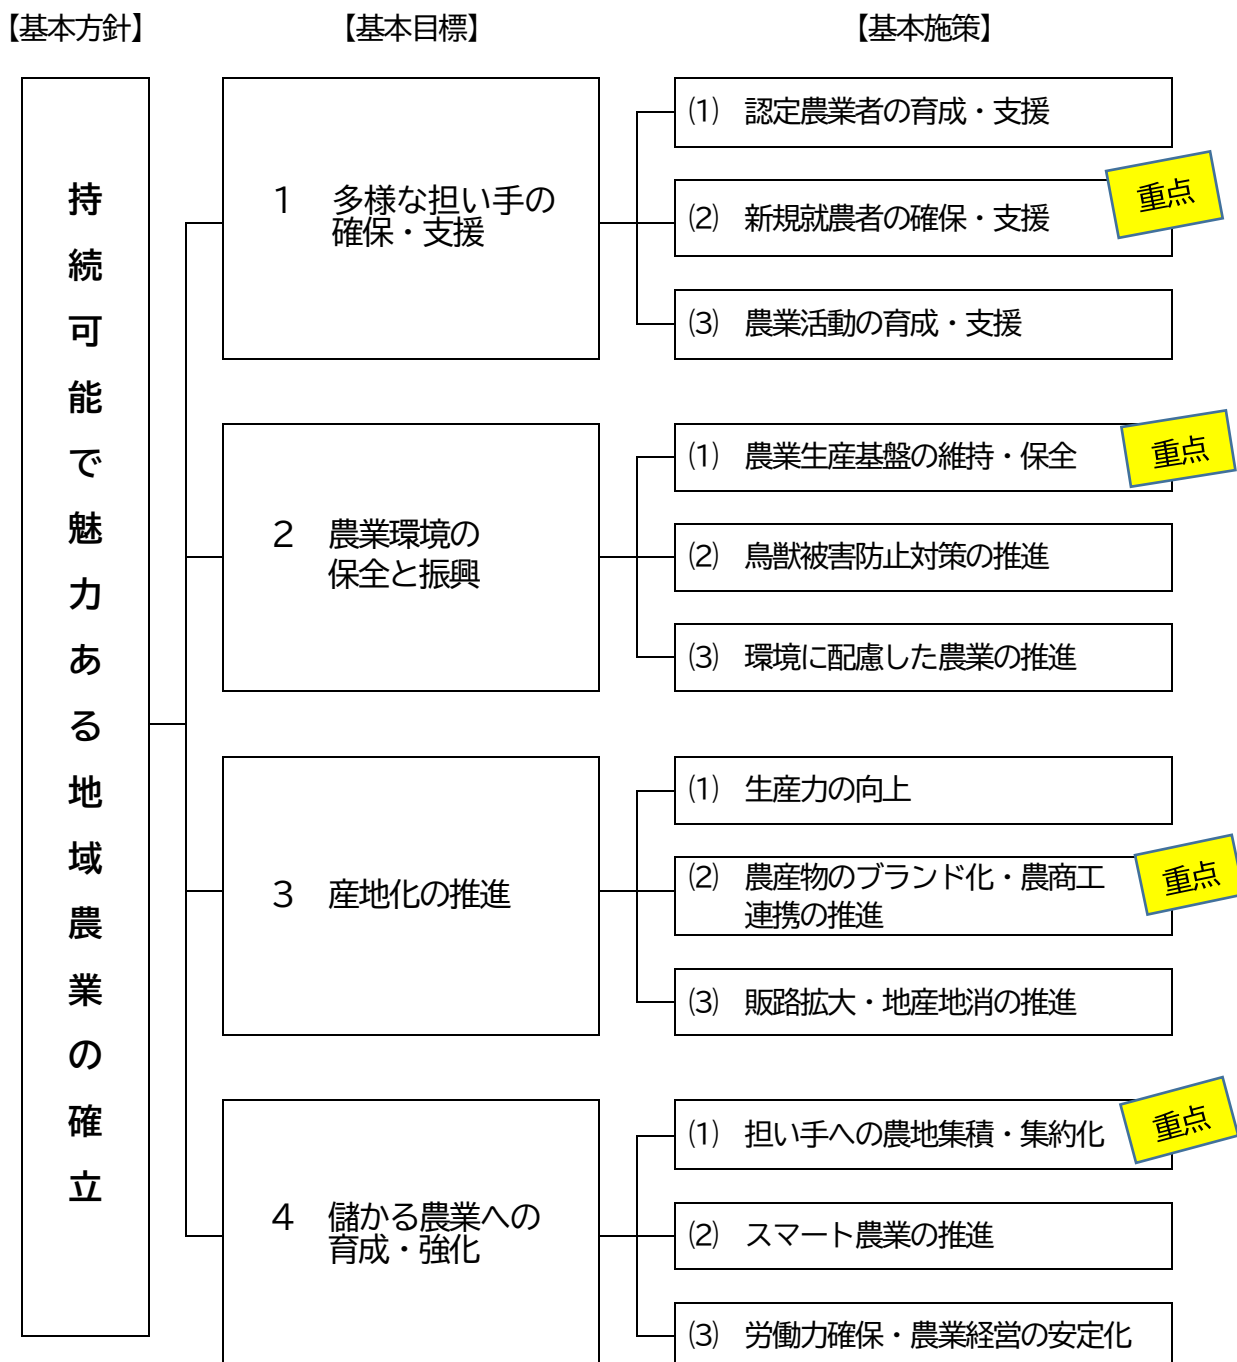 【基本方針】
【基本目標】
【基本施策】
持続可能で魅力ある地域農業の確立
1 多様な担い手の
確保・支援
⑴ 認定農業者の育成・支援
⑵ 新規就農者の確保・支援
重点
⑶ 農業活動の育成・支援
2 農業環境の
保全と振興
⑴ 農業生産基盤の維持・保全
重点
⑵ 鳥獣被害防止対策の推進
⑶ 環境に配慮した農業の推進
3 産地化の推進
⑴ 生産力の向上
⑵ 農産物のブランド化・農商工
連携の推進
重点
⑶ 販路拡大・地産地消の推進
4 儲かる農業への
育成・強化
⑴ 担い手への農地集積・集約化
重点
⑵ スマート農業の推進
⑶ 労働力確保・農業経営の安定化